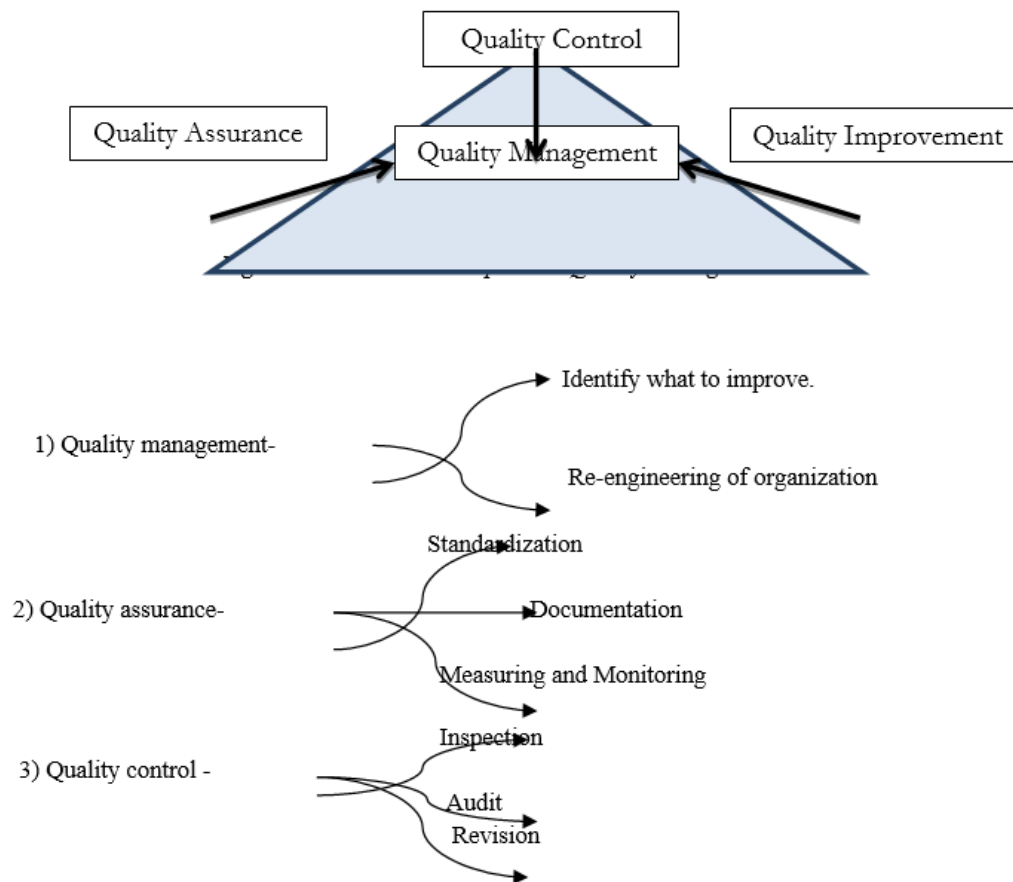 Quality Control
Quality Assurance
Quality Improvement
Quality Management
Identify what to improve.
1) Quality management-
Re-engineering of organization
Standardization
2) Quality assurance-
Documentation
Measuring and Monitoring
Inspection
3) Quality control -
Audit
Revision